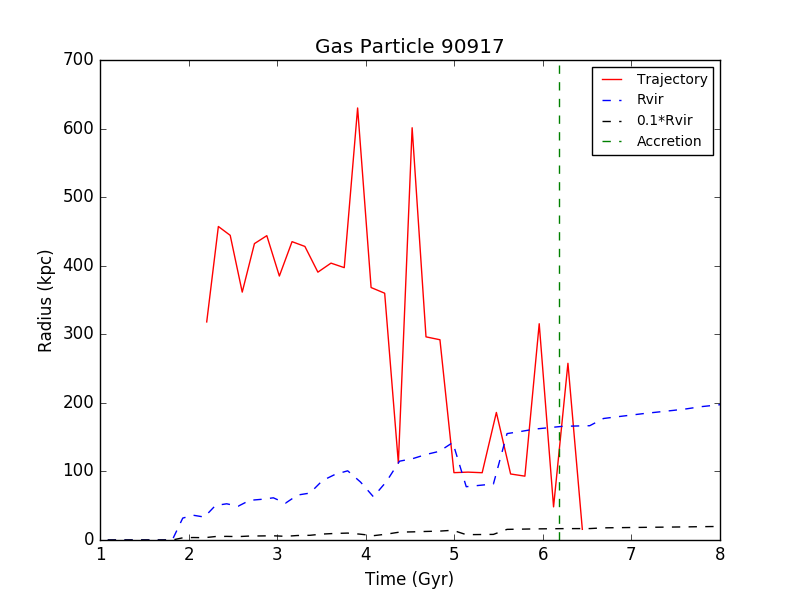 Gas Particle 90917
Trajectory
Rvir
0.1*Rvir
Accretion
Radius (kpc)
700
600
500
400
300
200
100
0
1 2 3 4 5 6 7 8
Time (Gyr)